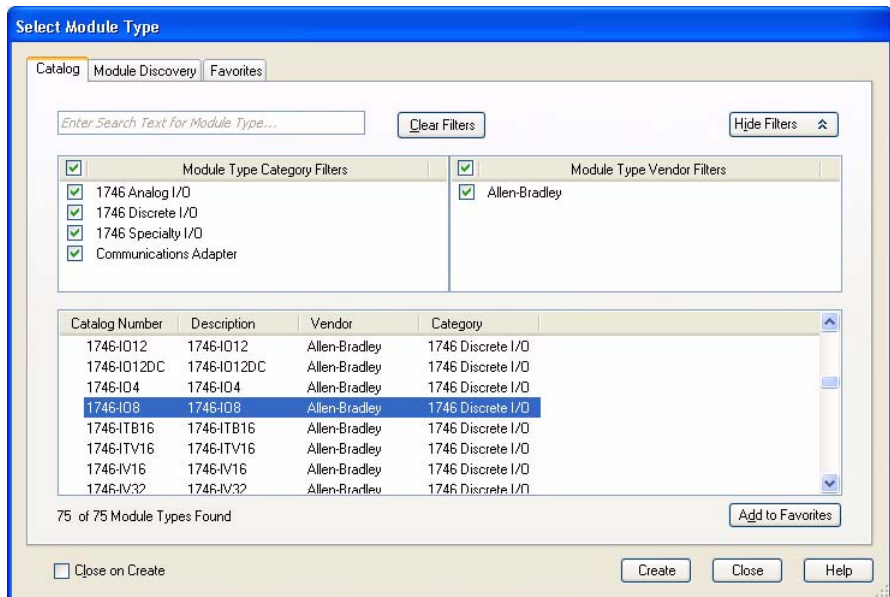 Select Module Type
Catalog Module Discovery Favorites
Enter Search Text for Module Type... Clear Filters Hide Filters
Module Type Category Filters Module Type Vendor Filters
1746 Analog I/O Allen-Bradley
1746 Discrete I/O
1746 Specialty I/O
Communications Adapter
Catalog Number Description Vendor Category
1746-IO12 1746-IO12 Allen-Bradley 1746 Discrete I/O
1746-IO12DC 1746-IO12DC Allen-Bradley 1746 Discrete I/O
1746-IO4 1746-IO4 Allen-Bradley 1746 Discrete I/O
1746-IO8 1746-IO8 Allen-Bradley 1746 Discrete I/O
1746-ITB16 1746-ITB16 Allen-Bradley 1746 Discrete I/O
1746-ITV16 1746-ITV16 Allen-Bradley 1746 Discrete I/O
1746-IV16 1746-IV16 Allen-Bradley 1746 Discrete I/O
1746-IV32 1746-IV32 Allen-Bradley 1746 Discrete I/O
75 of 75 Module Types Found Add to Favorites
Close on Create Create Close Help